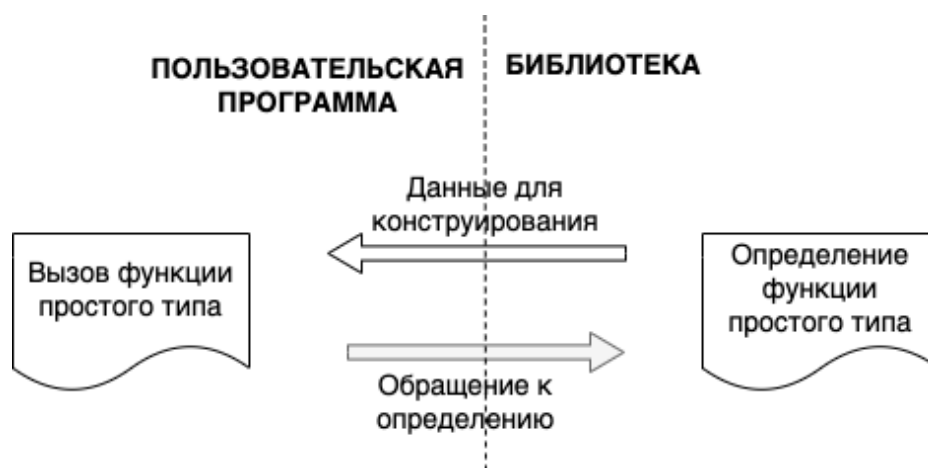 ПОЛЬЗОВАТЕЛЬСКАЯ
ПРОГРАММА
БИБЛИОТЕКА
Данные для
конструирования
Вызов функции
простого типа
Определение
функции
простого типа
Обращение к
определению